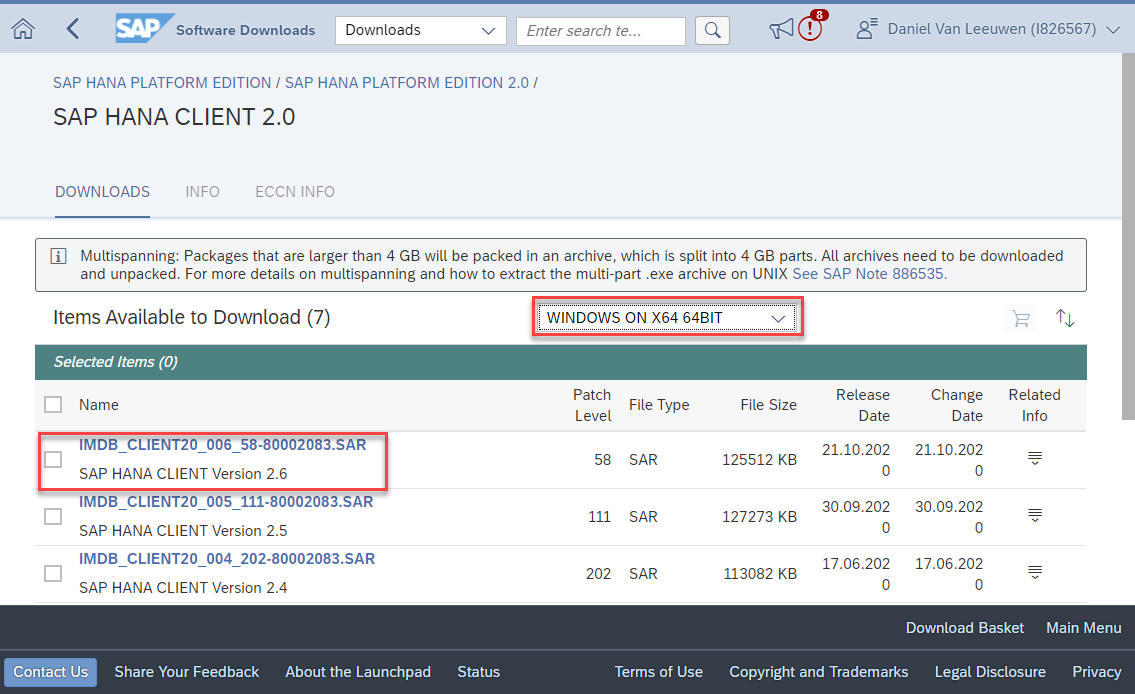 SAP Software Downloads Downloads Enter search te... 8 Daniel Van Leeuwen (I826567)
SAP HANA PLATFORM EDITION / SAP HANA PLATFORM EDITION 2.0 /
SAP HANA CLIENT 2.0
DOWNLOADS INFO ECCN INFO
Multispanning: Packages that are larger than 4 GB will be packed in an archive, which is split into 4 GB parts. All archives need to be downloaded
and unpacked. For more details on multispanning and how to extract the multi-part .exe archive on UNIX See SAP Note 886535.
Items Available to Download (7) WINDOWS ON X64 64BIT
Selected Items (0)
Name Patch Level File Type File Size Release Date Change Date Related Info
IMDB_CLIENT20_006_58-80002083.SAR
SAP HANA CLIENT Version 2.6
58 SAR 125512 KB 21.10.2020 21.10.2020
IMDB_CLIENT20_005_111-80002083.SAR
SAP HANA CLIENT Version 2.5
111 SAR 127273 KB 30.09.2020 30.09.2020
IMDB_CLIENT20_004_202-80002083.SAR
SAP HANA CLIENT Version 2.4
202 SAR 113082 KB 17.06.2020 17.06.2020
Download Basket Main Menu
Contact Us Share Your Feedback About the Launchpad Status Terms of Use Copyright and Trademarks Legal Disclosure Privacy